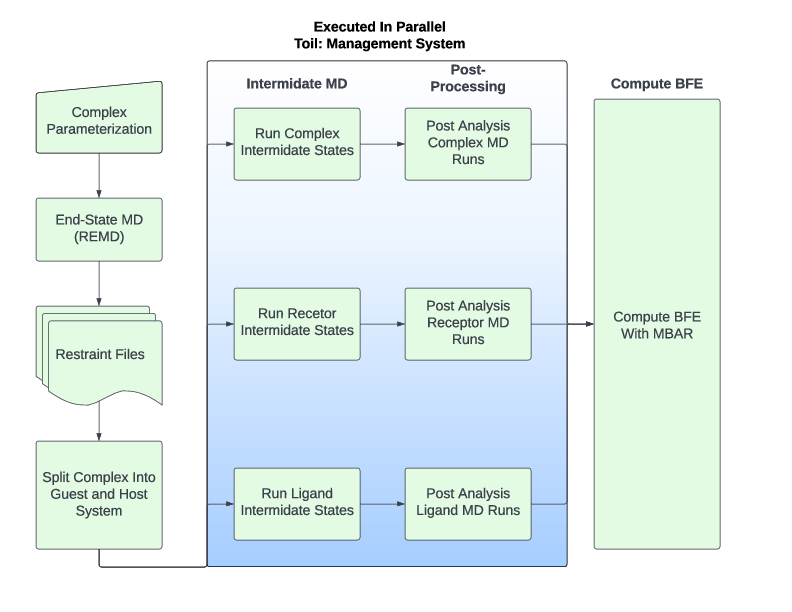 Executed In Parallel
Toil: Management System
Intermidate MD
Post-
Processing
Compute BFE
Complex
Parameterization
End-State MD
(REMD)
Restraint Files
Split Complex Into
Guest and Host
System
Run Complex
Intermidate States
Post Analysis
Complex MD
Runs
Run Recetor
Intermidate States
Post Analysis
Receptor MD
Runs
Run Ligand
Intermidate States
Post Analysis
Ligand MD Runs
Compute BFE
With MBAR